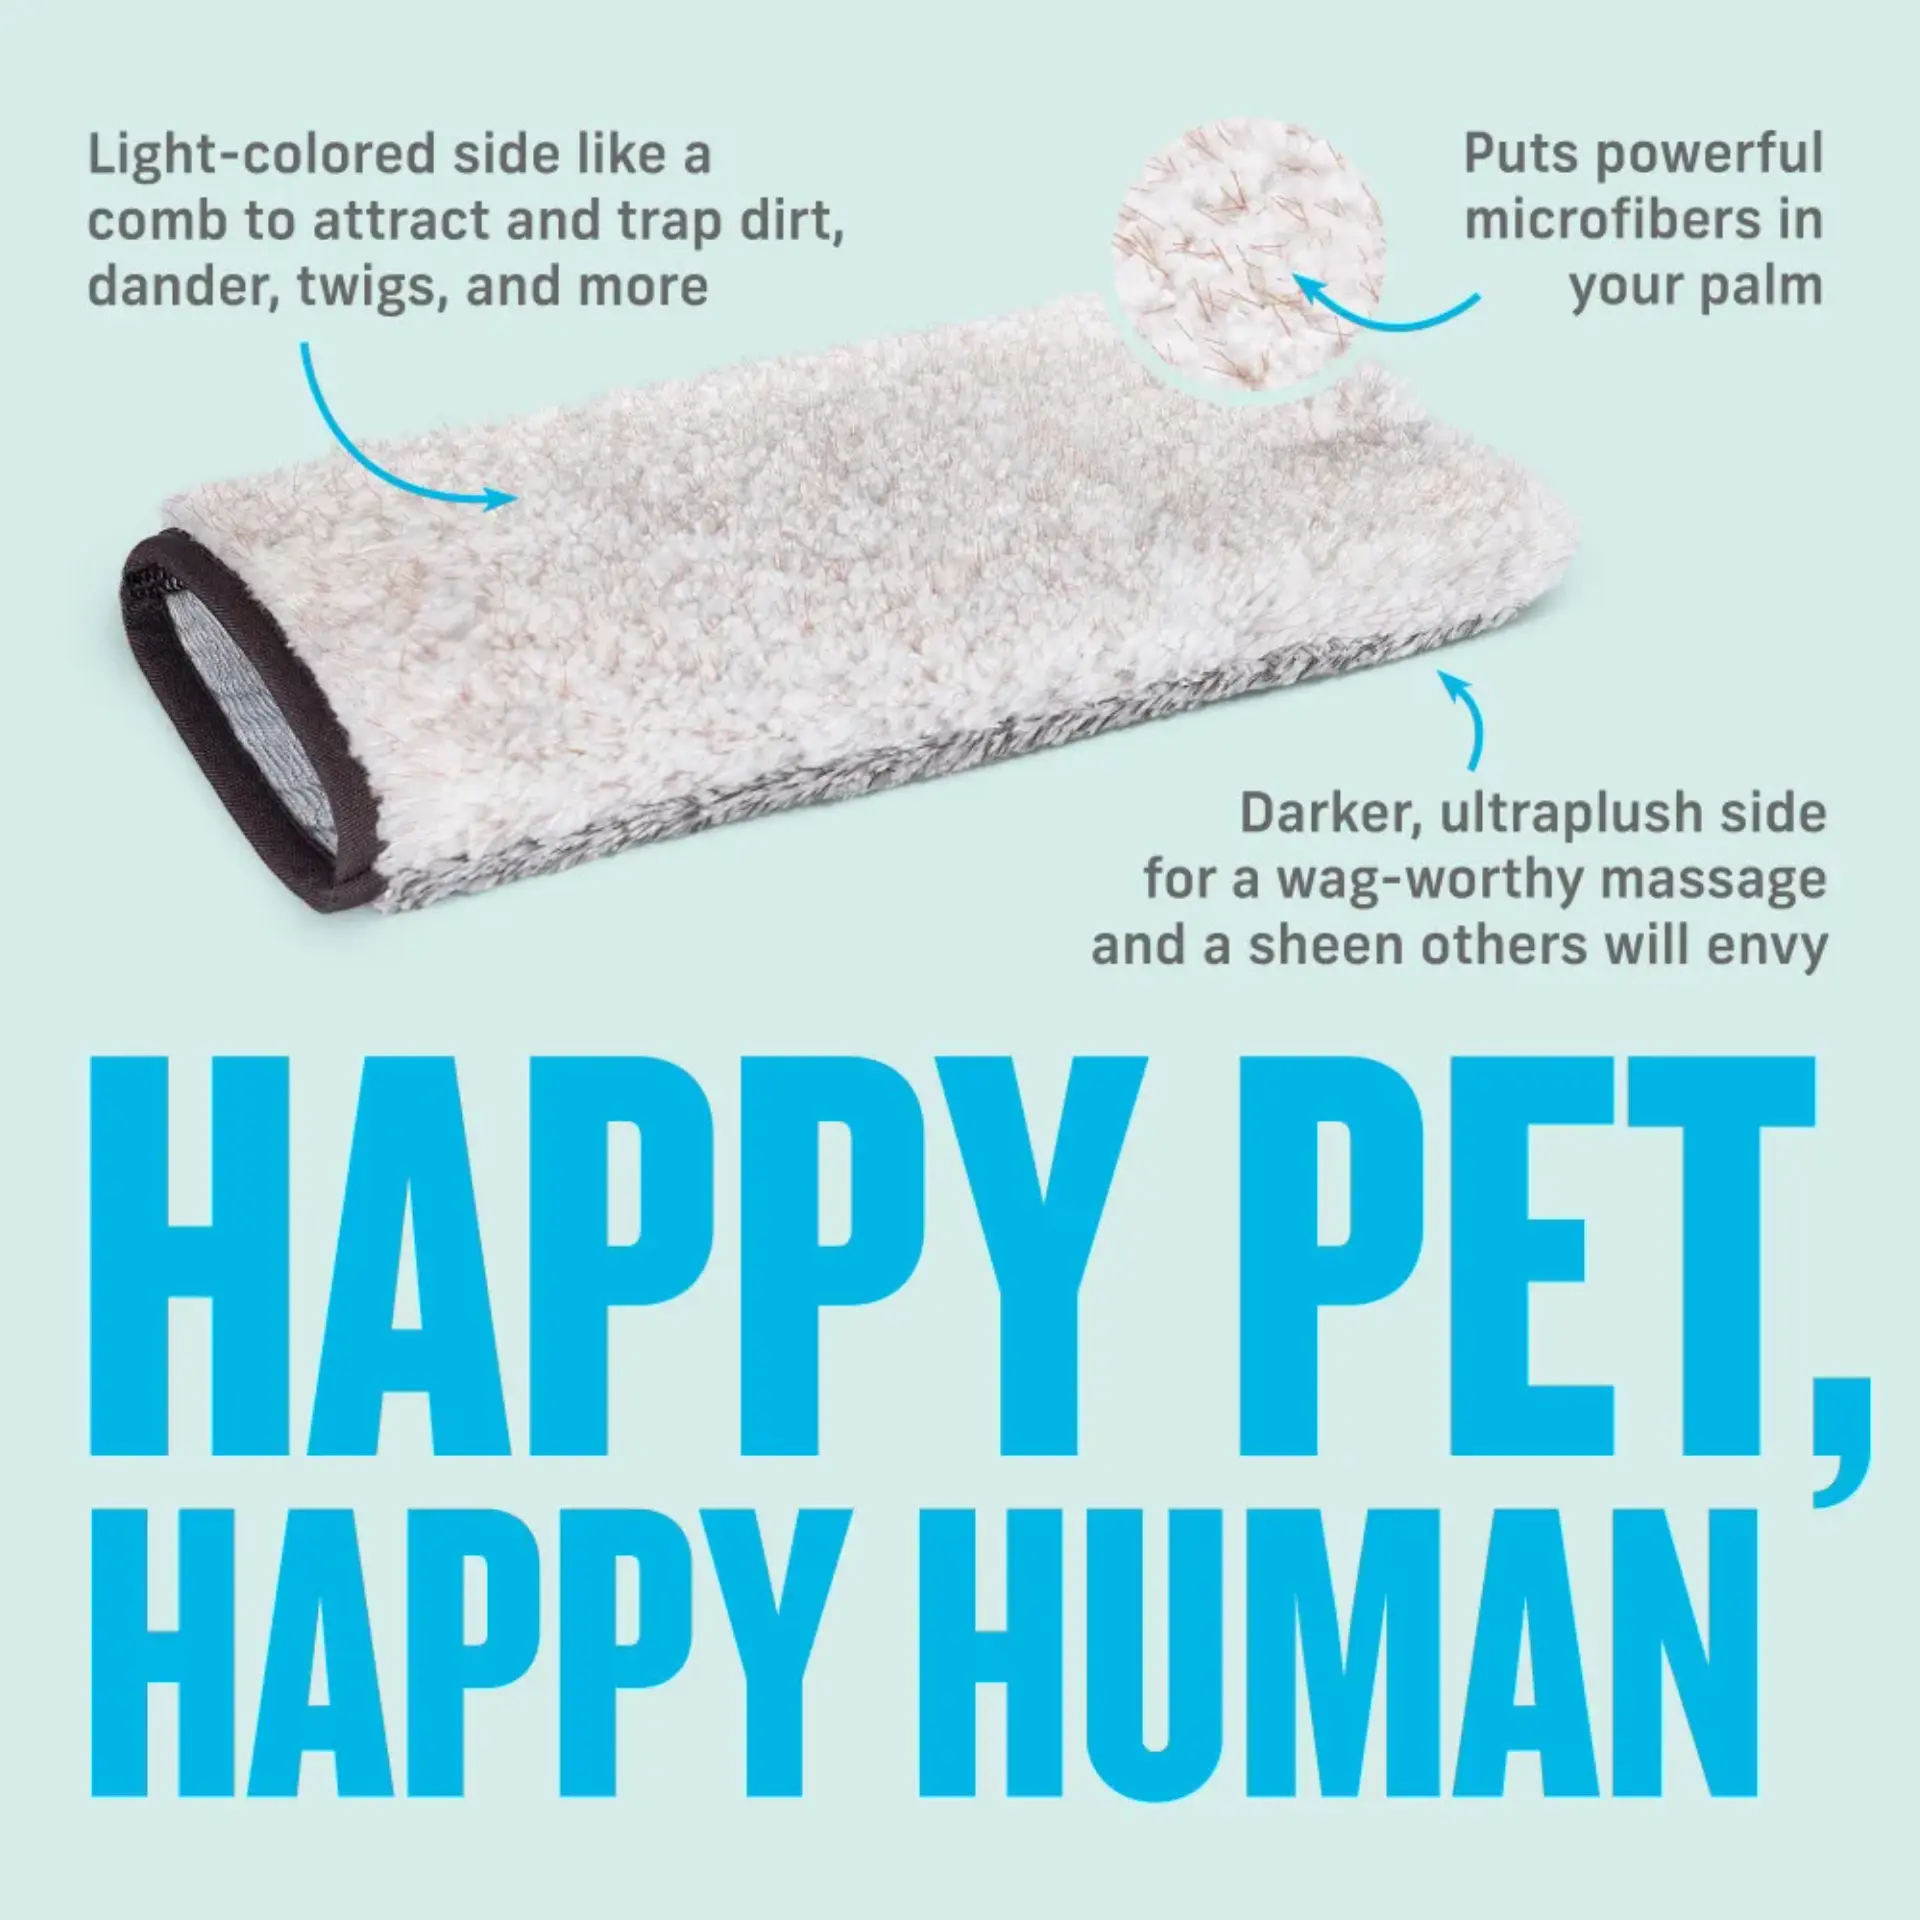 Light-colored side like a
comb to attract and trap dirt,
dander, twigs, and more
Puts powerful
microfibers in
your palm
Darker, ultraplush side
for a wag-worthy massage
and a sheen others will envy
HAPPY PET,
HAPPY HUMAN